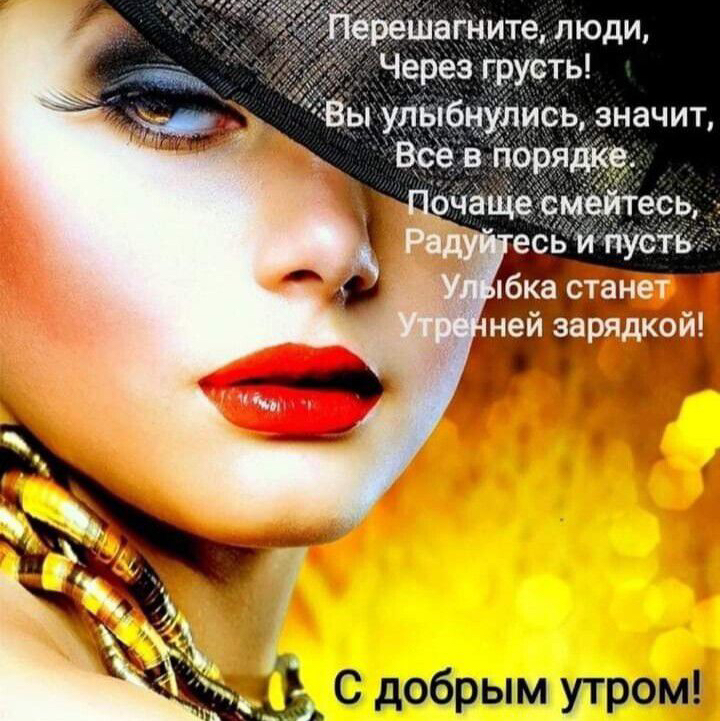 Перешагните, люди,
Через грусть!
Вы улыбнулись, значит,
Все в порядке.
Почаще смейтесь,
Радуйтесь и пусть
Улыбка станет
Утренней зарядкой!
С добрым утром!